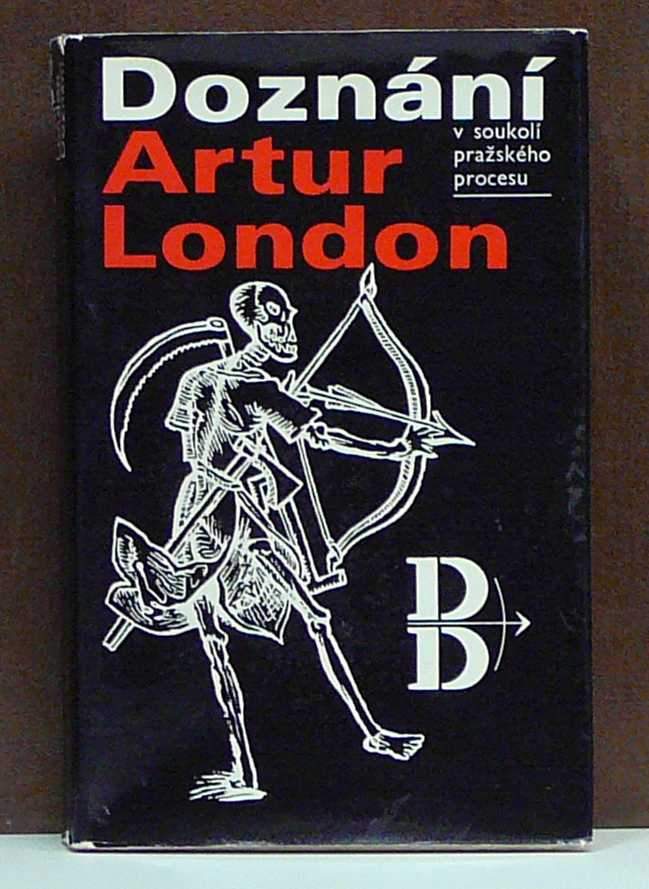 Doznání
v soukolí
pražského
procesu
Artur
London
D
D